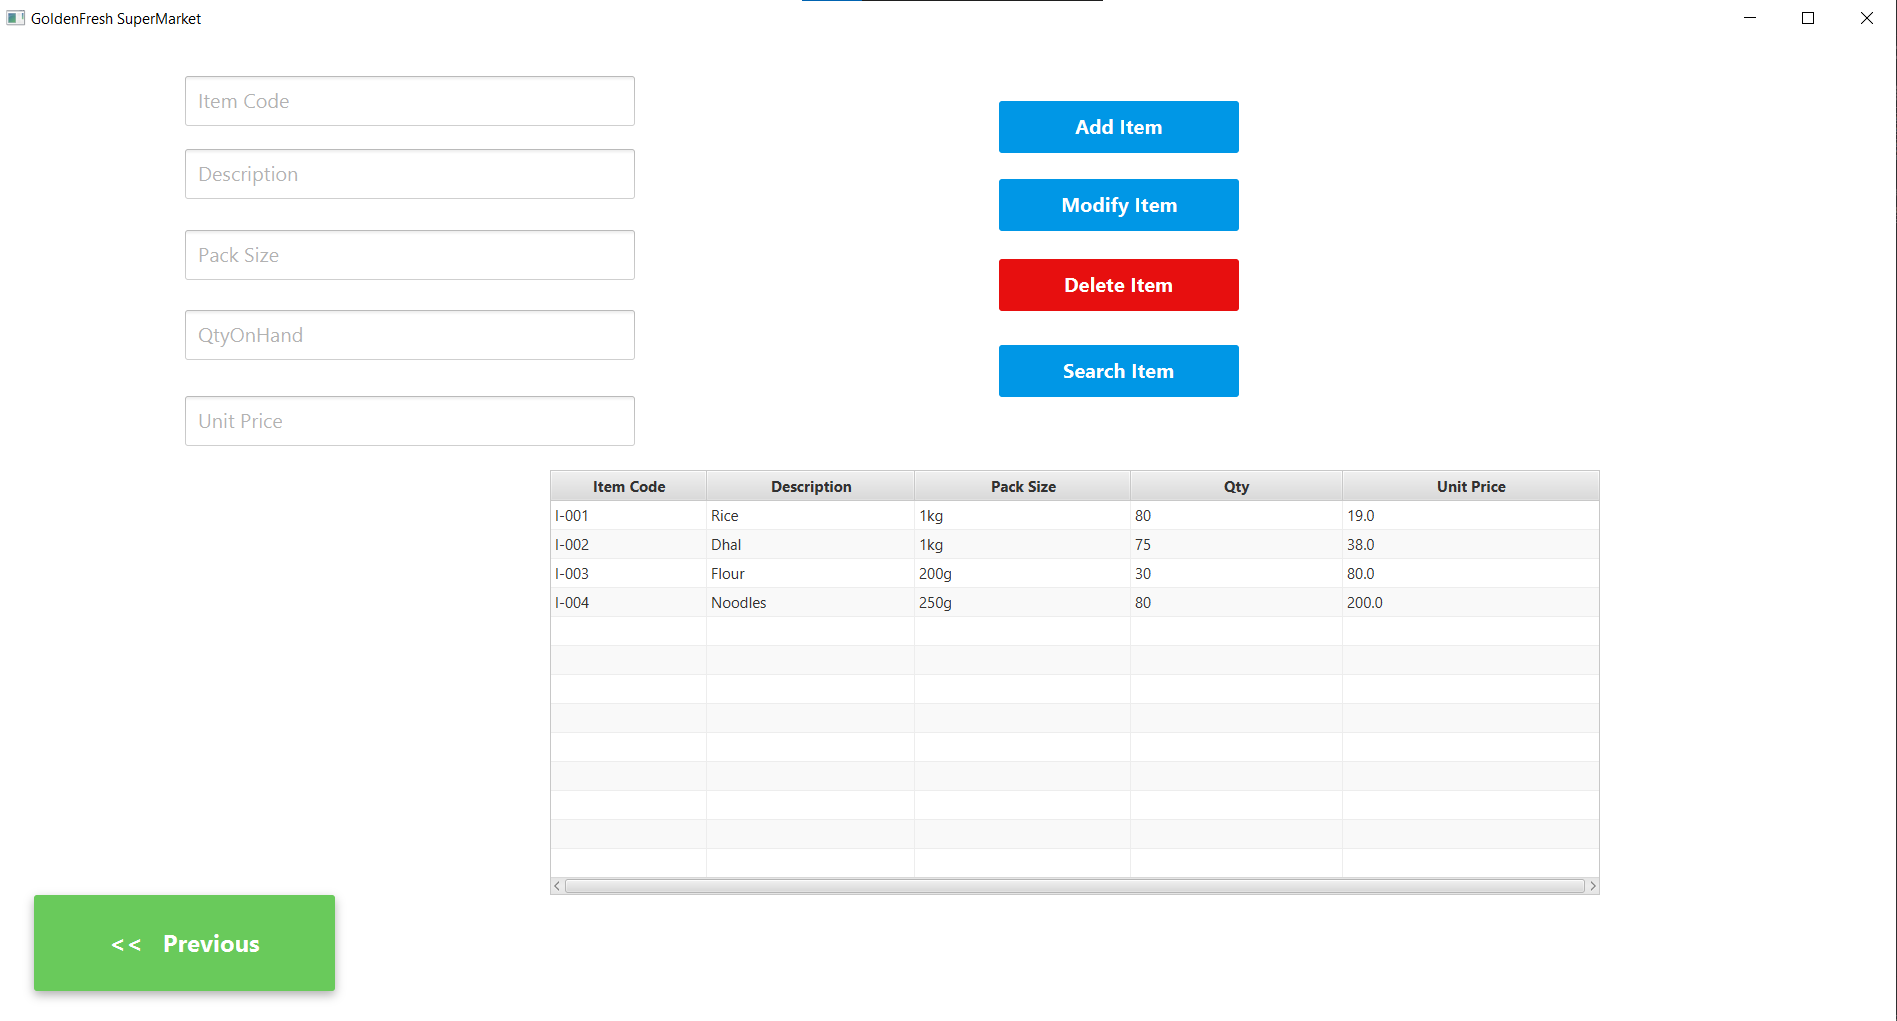 GoldenFresh SuperMarket
Item Code
Description
Pack Size
QtyOnHand
Unit Price
Add Item
Modify Item
Delete Item
Search Item
Item Code Description Pack Size Qty Unit Price
I-001 Rice 1kg 80 19.0
I-002 Dhal 1kg 75 38.0
I-003 Flour 200g 30 80.0
I-004 Noodles 250g 80 200.0
<< Previous